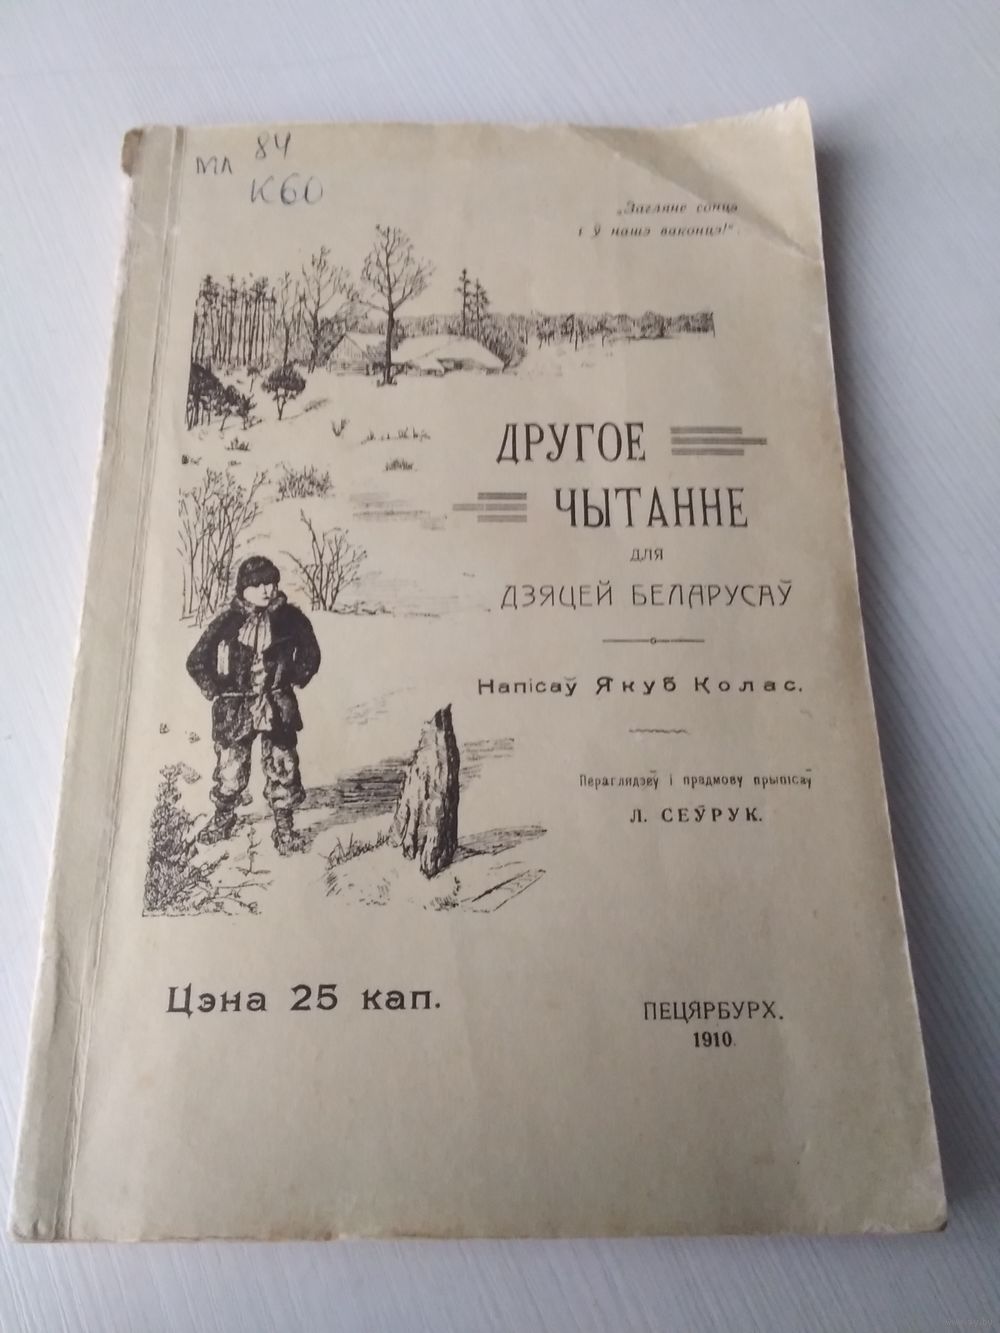 84
мл
К60
„Загляне сонцэ
і ў нашэ ваконцэ!“.
ДРУГОЕ
ЧЫТАННЕ
ДЛЯ
ДЗЯЦЕЙ БЕЛАРУСАЎ
Напісаў Якуб Колас.
Пераглядзеў і прадмову прыпісаў
Л. СЕЎРУК.
Цэна 25 кап.
ПЕЦЯРБУРХ.
1910.